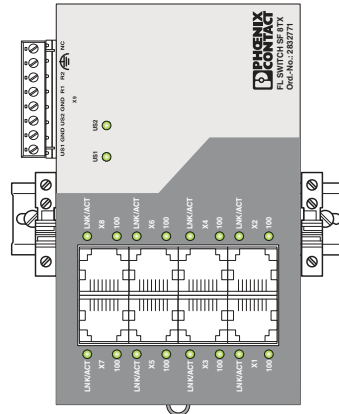 US1 GND US2 GND R1 R2 NC
X9
US1
US2
PHŒNIX
CONTACT
FL SWITCH SF 8TX
Ord.-No.: 2832771
LNK/ACT X8 100
LNK/ACT X6 100
LNK/ACT X4 100
LNK/ACT X2 100
LNK/ACT X7 100
LNK/ACT X5 100
LNK/ACT X3 100
LNK/ACT X1 100